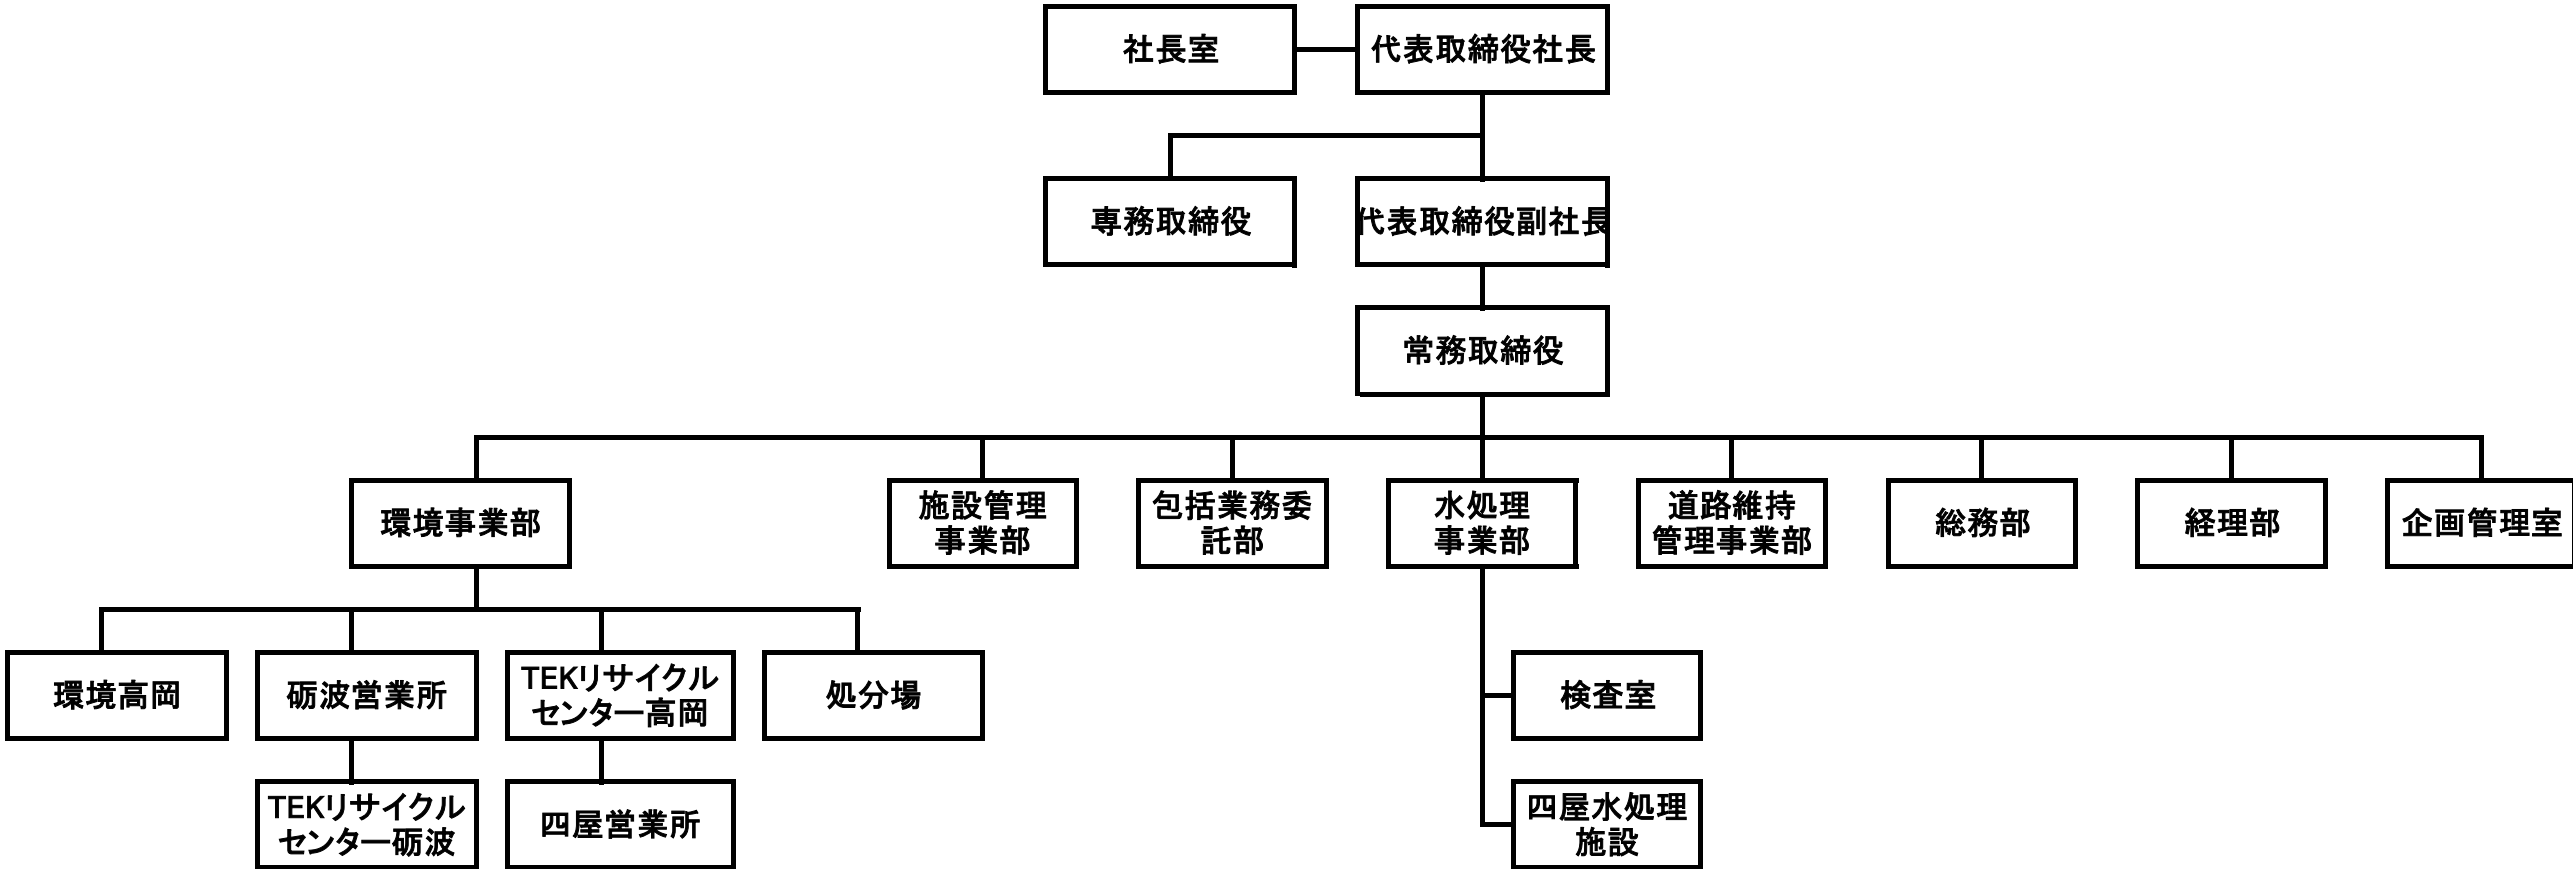 社長室
代表取締役社長
専務取締役
代表取締役副社長
常務取締役
環境事業部
施設管理
事業部
包括業務委
託部
水処理
事業部
道路維持
管理事業部
総務部
経理部
企画管理室
環境高岡
砺波営業所
TEKリサイクル
センター高岡
処分場
検査室
TEKリサイクル
センター砺波
四屋営業所
四屋水処理
施設